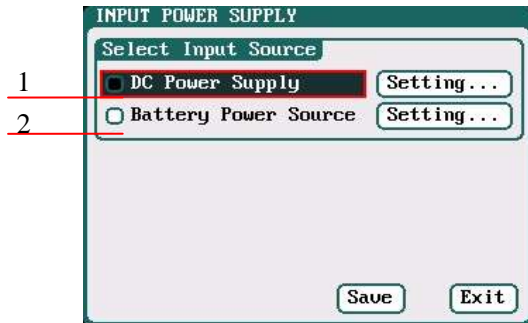 INPUT POWER SUPPLY
Select Input Source
1 DC Power Supply Setting...
2 Battery Power Source Setting...
Save Exit